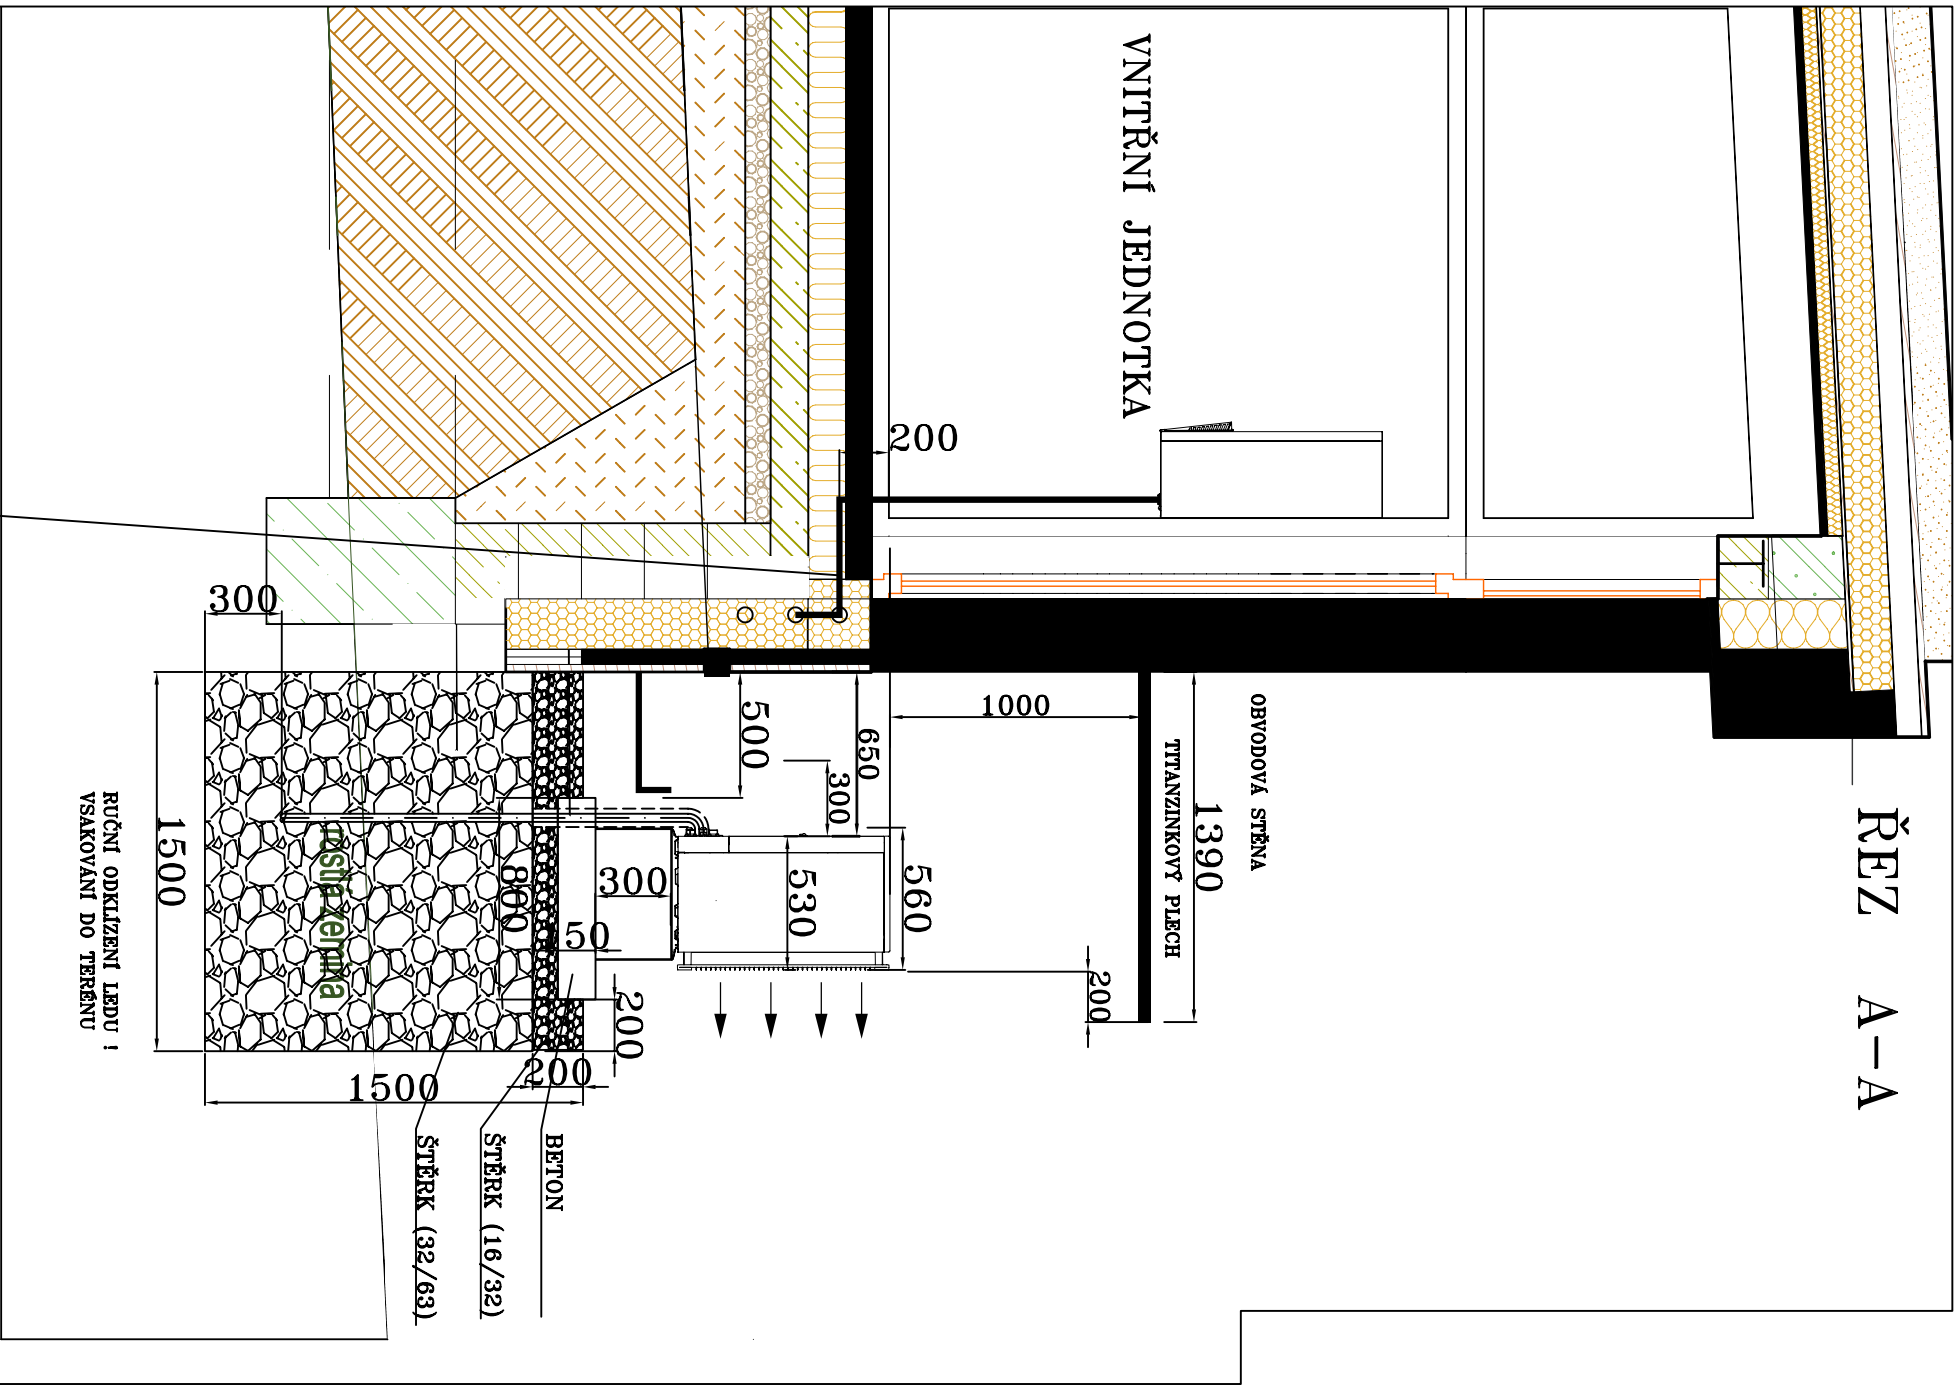 ŘEZ A-A
VNITŘNÍ JEDNOTKA
OBVODOVÁ STĚNA
TITANZINKOVÝ PLECH
1390
200
1000
200
560
650
300
530
500
300
50
800
200
200
300
1500
1500
rostlá zemina
BETON
ŠTĚRK (16/32)
ŠTĚRK (32/63)
RUČNÍ ODKLÍZENÍ LEDU !
VSAKOVÁNÍ DO TERÉNU